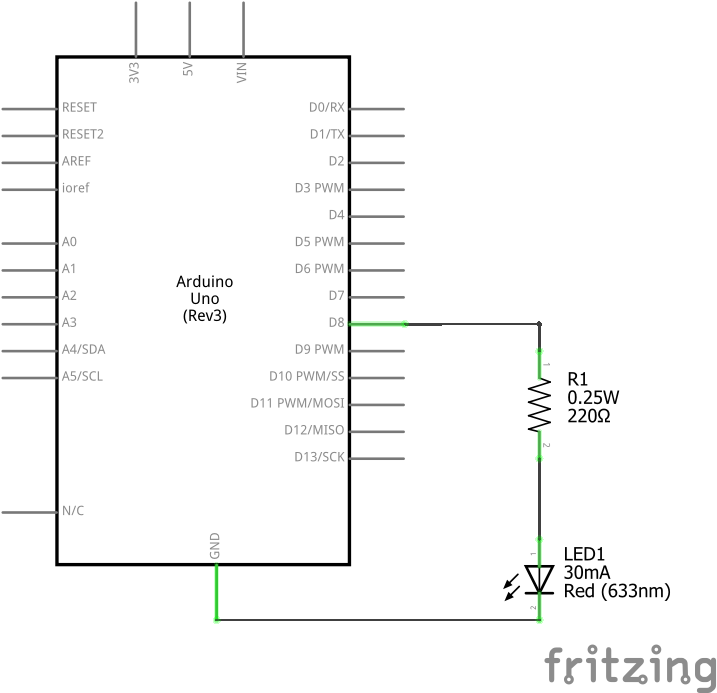 3V3
5V
VIN
RESET
RESET2
AREF
ioref
A0
A1
A2
A3
A4/SDA
A5/SCL
N/C
D0/RX
D1/TX
D2
D3 PWM
D4
D5 PWM
D6 PWM
D7
D8
D9 PWM
D10 PWM/SS
D11 PWM/MOSI
D12/MISO
D13/SCK
GND
Arduino
Uno
(Rev3)
1
R1
0.25W
220Ω
2
1
LED1
30mA
Red (633nm)
2
fritzing